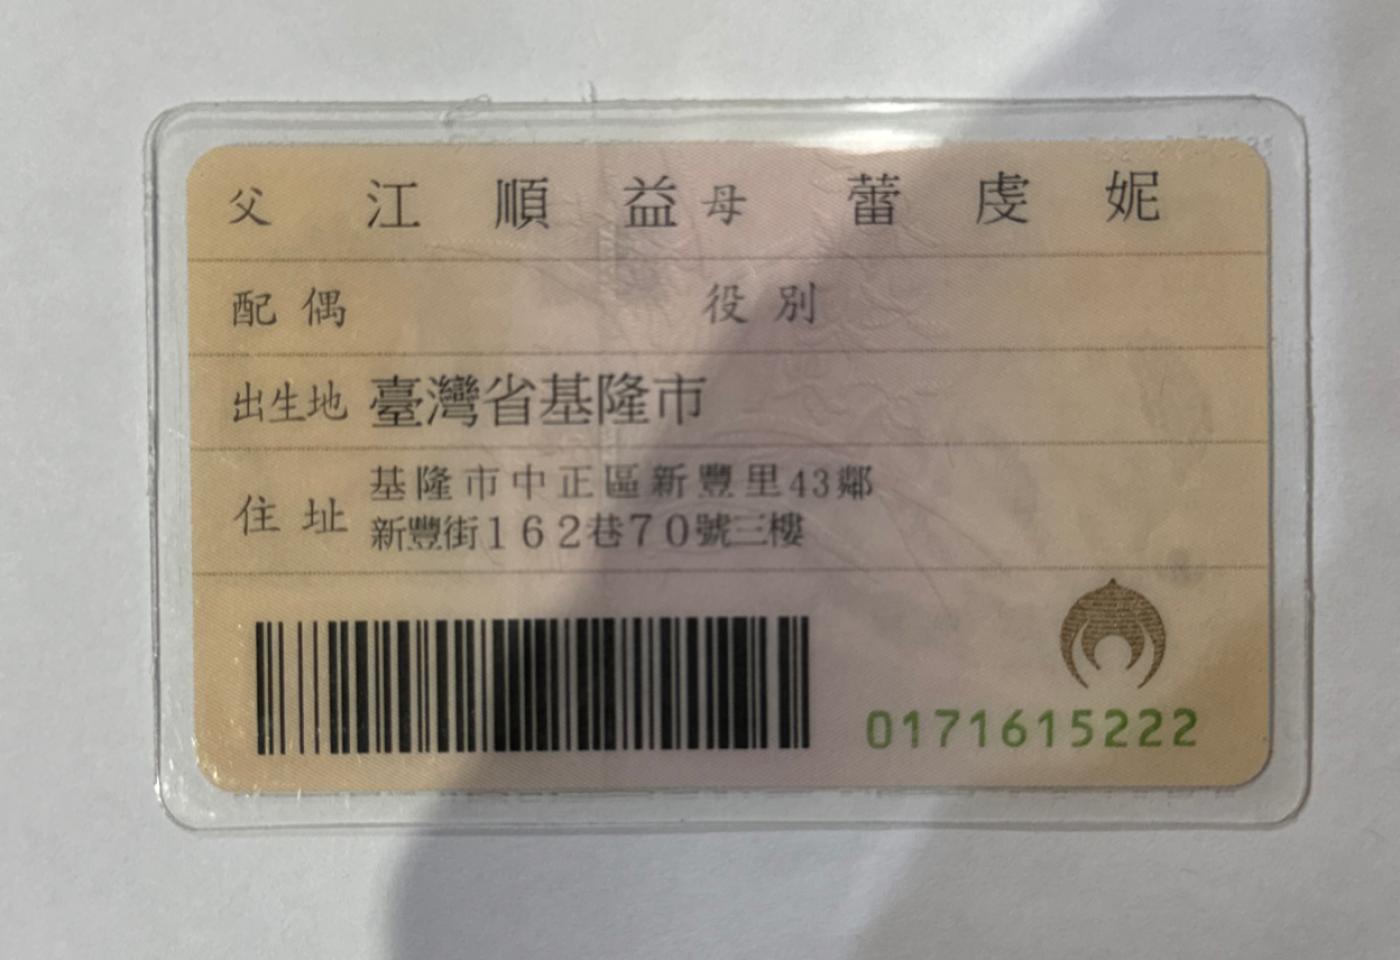 父 江順益 母 蕾虔妮
配偶 役別
出生地 臺灣省基隆市
住址 基隆市中正區新豐里43鄰
新豐街162巷70號三樓
0171615222